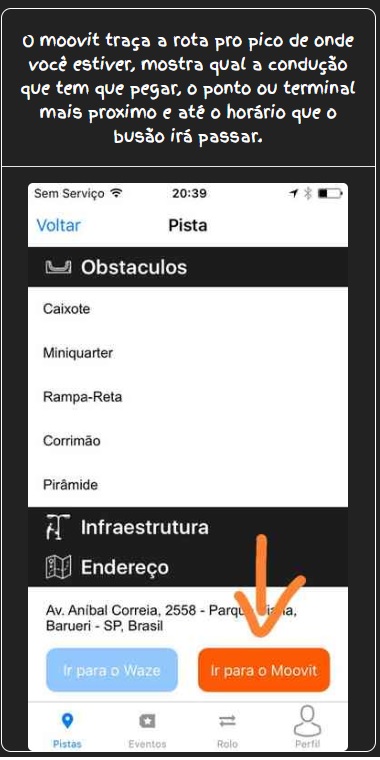 O moovit traça a rota pro pico de onde
você estiver, mostra qual a condução
que tem que pegar, o ponto ou terminal
mais proximo e até o horário que o
busão irá passar.
Sem Serviço 20:39
Voltar Pista
Obstaculos
Caixote
Miniquarter
Rampa-Reta
Corrimão
Pirâmide
Infraestrutura
Endereço
Av. Aníbal Correia, 2558 - Parque Viana,
Barueri - SP, Brasil
Ir para o Waze Ir para o Moovit
Pistas Eventos Rolo Perfil